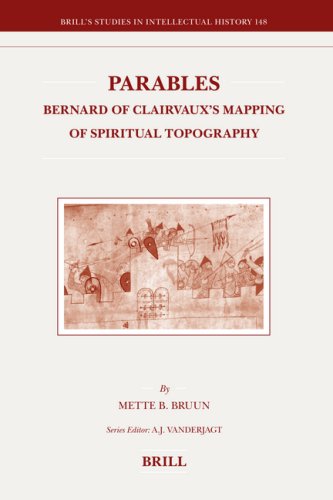 BRILL'S STUDIES IN INTELLECTUAL HISTORY 148
PARABLES
BERNARD OF CLAIRVAUX'S MAPPING
OF SPIRITUAL TOPOGRAPHY
By
METTE B. BRUUN
Series Editor: A.J. VANDERJAGT
BRILL